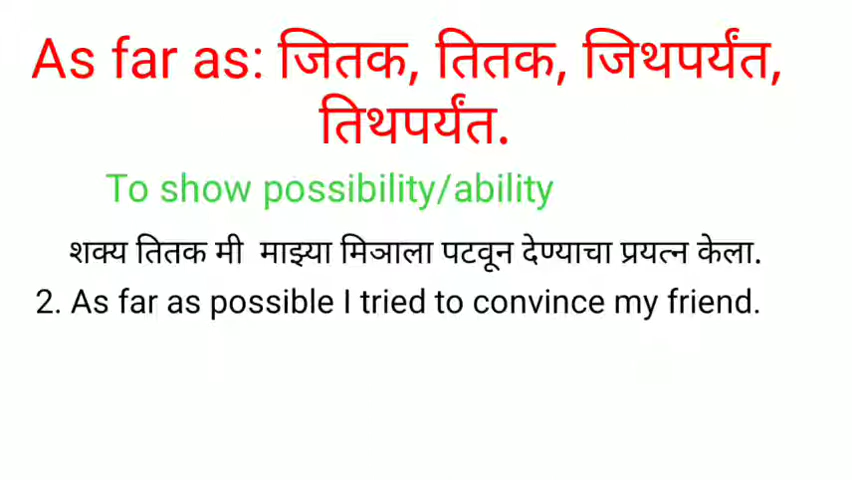 As far as: जितक, तितक, जिथपर्यंत,
तिथपर्यंत.
To show possibility/ability
शक्य तितक मी माझ्या मिञाला पटवून देण्याचा प्रयत्न केला.
2. As far as possible I tried to convince my friend.